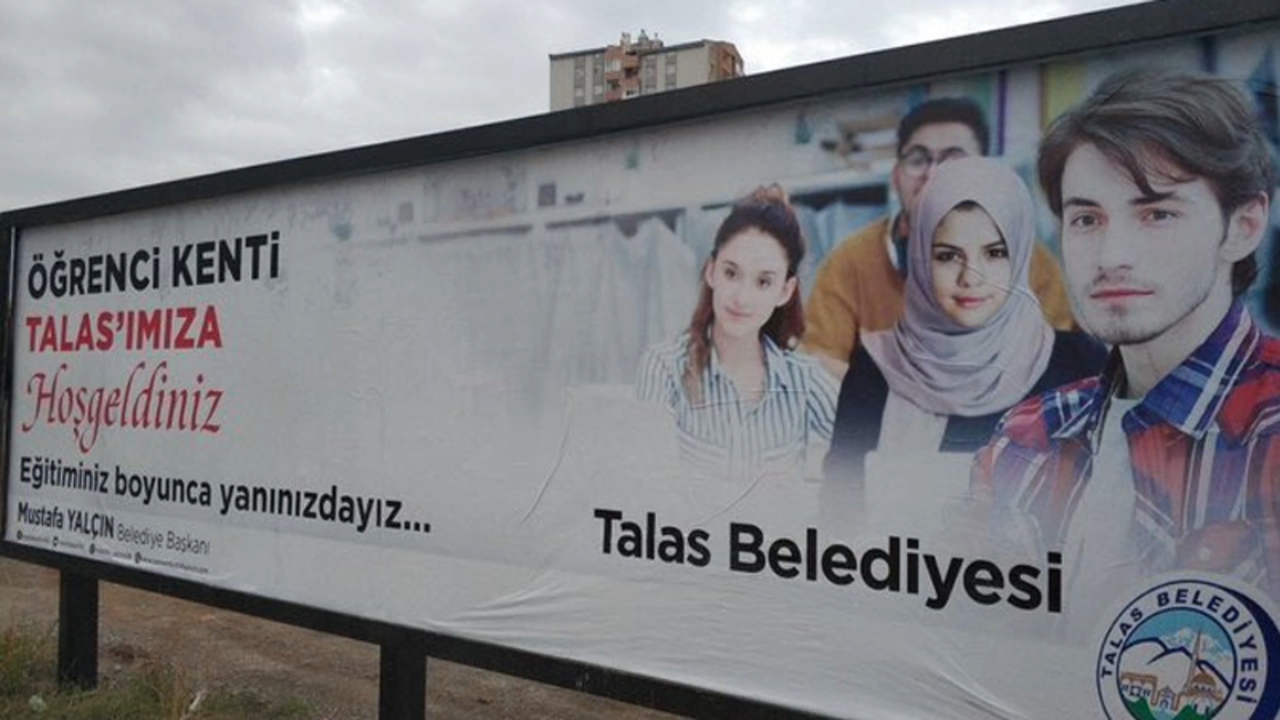 ÖĞRENCİ KENTİ
TALAS'IMIZA
Hoşgeldiniz
Eğitiminiz boyunca yanınızdayız...
Mustafa YALÇIN Belediye Başkanı
Talas Belediyesi
TALAS BELEDİYESİ